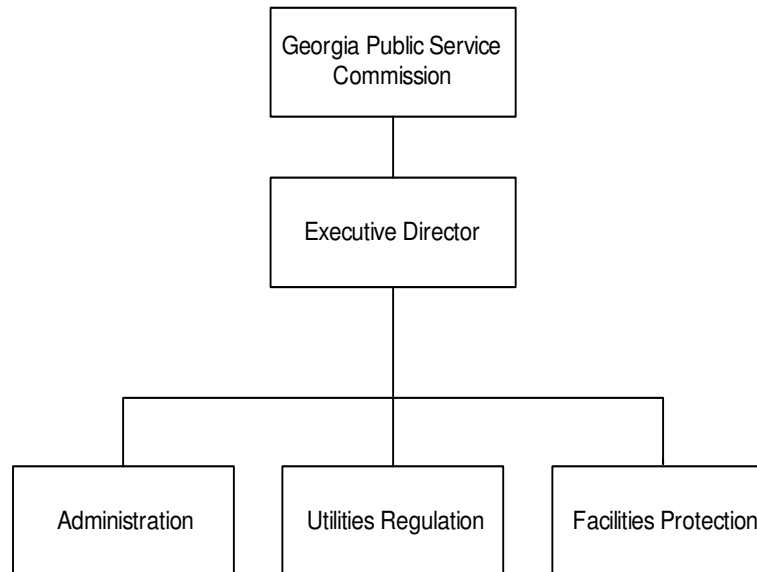 Georgia Public Service
Commission
Executive Director
Administration
Utilities Regulation
Facilities Protection